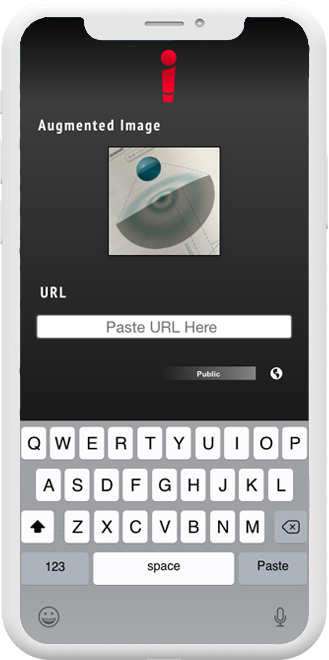 Augmented Image
URL
Paste URL Here
Public
Q W E R T Y U I O P
A S D F G H J K L
Z X C V B N M
123 space Paste